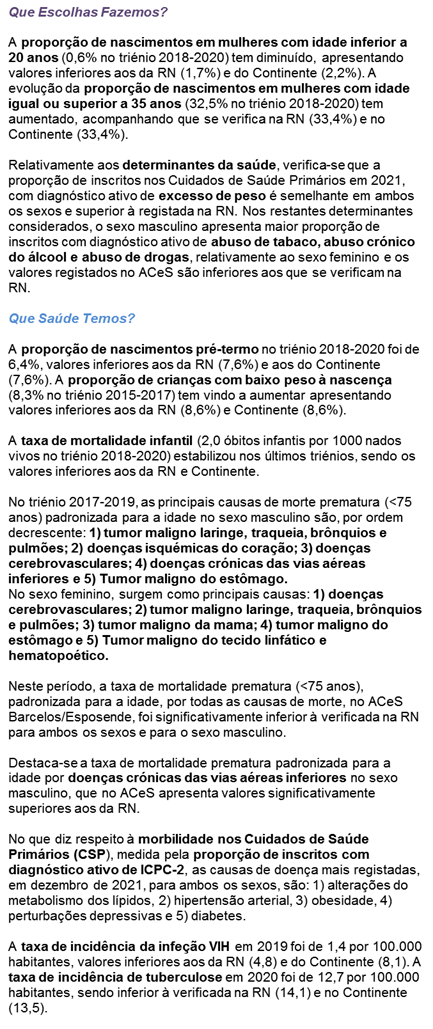 Que Escolhas Fazemos?
A proporção de nascimentos em mulheres com idade inferior a
20 anos (0,6% no triénio 2018-2020) tem diminuído, apresentando
valores inferiores aos da RN (1,7%) e do Continente (2,2%). A
evolução da proporção de nascimentos em mulheres com idade
igual ou superior a 35 anos (32,5% no triénio 2018-2020) tem
aumentado, acompanhando que se verifica na RN (33,4%) e no
Continente (33,4%).
Relativamente aos determinantes da saúde, verifica-se que a
proporção de inscritos nos Cuidados de Saúde Primários em 2021,
com diagnóstico ativo de excesso de peso é semelhante em ambos
os sexos e superior à registada na RN. Nos restantes determinantes
considerados, o sexo masculino apresenta maior proporção de
inscritos com diagnóstico ativo de abuso de tabaco, abuso crónico
do álcool e abuso de drogas, relativamente ao sexo feminino e os
valores registados no ACeS são inferiores aos que se verificam na
RN.
Que Saúde Temos?
A proporção de nascimentos pré-termo no triénio 2018-2020 foi de
6,4%, valores inferiores aos da RN (7,6%) e aos do Continente
(7,6%). A proporção de crianças com baixo peso à nascença
(8,3% no triénio 2015-2017) tem vindo a aumentar apresentando
valores inferiores aos da RN (8,6%) e Continente (8,6%).
A taxa de mortalidade infantil (2,0 óbitos infantis por 1000 nados
vivos no triénio 2018-2020) estabilizou nos últimos triénios, sendo os
valores inferiores aos da RN e Continente.
No triénio 2017-2019, as principais causas de morte prematura (<75
anos) padronizada para a idade no sexo masculino são, por ordem
decrescente: 1) tumor maligno laringe, traqueia, brônquios e
pulmões; 2) doenças isquémicas do coração; 3) doenças
cerebrovasculares; 4) doenças crónicas das vias aéreas
inferiores e 5) Tumor maligno do estômago.
No sexo feminino, surgem como principais causas: 1) doenças
cerebrovasculares; 2) tumor maligno laringe, traqueia, brônquios
e pulmões; 3) tumor maligno da mama; 4) tumor maligno do
estômago e 5) Tumor maligno do tecido linfático e
hematopoético.
Neste período, a taxa de mortalidade prematura (<75 anos),
padronizada para a idade, por todas as causas de morte, no ACeS
Barcelos/Esposende, foi significativamente inferior à verificada na RN
para ambos os sexos e para o sexo masculino.
Destaca-se a taxa de mortalidade prematura padronizada para a
idade por doenças crónicas das vias aéreas inferiores no sexo
masculino, que no ACeS apresenta valores significativamente
superiores aos da RN.
No que diz respeito à morbilidade nos Cuidados de Saúde
Primários (CSP), medida pela proporção de inscritos com
diagnóstico ativo de ICPC-2, as causas de doença mais registadas,
em dezembro de 2021, para ambos os sexos, são: 1) alterações do
metabolismo dos lípidos, 2) hipertensão arterial, 3) obesidade, 4)
perturbações depressivas e 5) diabetes.
A taxa de incidência da infeção VIH em 2019 foi de 1,4 por 100.000
habitantes, valores inferiores aos da RN (4,8) e do Continente (8,1). A
taxa de incidência de tuberculose em 2020 foi de 12,7 por 100.000
habitantes, sendo inferior à verificada na RN (14,1) e no Continente
(13,5).